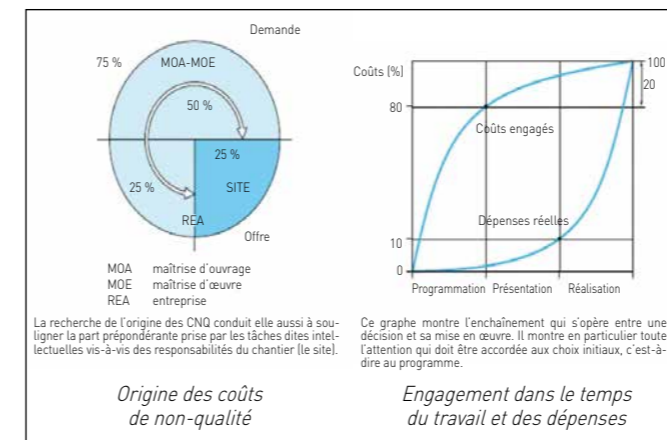 Demande
75 %
MOA-MOE
50 %
25 %
25 %
SITE
REA
Offre
MOA maîtrise d'ouvrage
MOE maîtrise d'œuvre
REA entreprise
La recherche de l'origine des CNQ conduit elle aussi à sou-
ligner la part prépondérante prise par les tâches dites intel-
lectuelles vis-à-vis des responsabilités du chantier (le site).
Origine des coûts
de non-qualité
Coûts (%)
100
20
80
Coûts engagés
Dépenses réelles
10
0
Programmation Présentation Réalisation
Ce graphe montre l'enchaînement qui s'opère entre une
décision et sa mise en œuvre. Il montre en particulier toute
l'attention qui doit être accordée aux choix initiaux, c'est-à-
dire au programme.
Engagement dans le temps
du travail et des dépenses